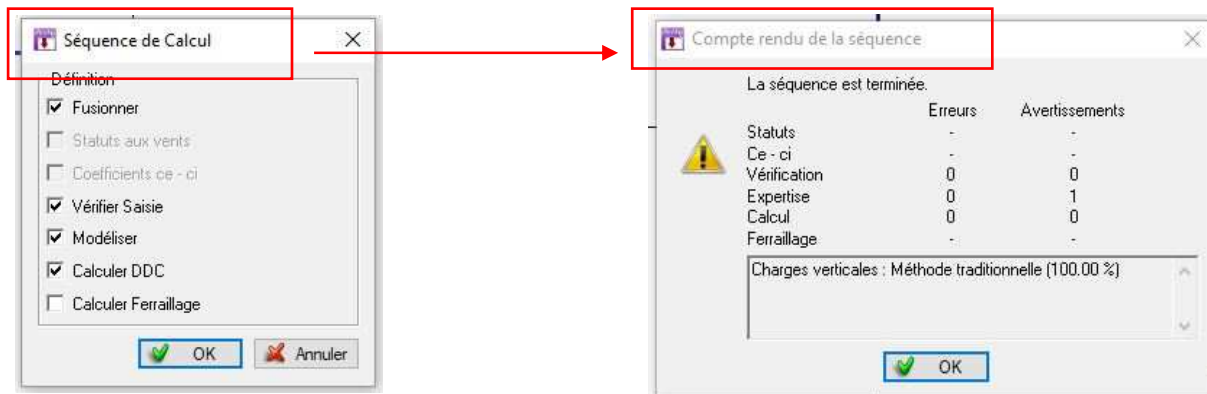 Séquence de Calcul
Définition
Fusionner
Statuts aux vents
Coefficients ce - ci
Vérifier Saisie
Modéliser
Calculer DDC
Calculer Ferraillage
OK Annuler
Compte rendu de la séquence
La séquence est terminée.
Erreurs Avertissements
Statuts - -
Ce - ci - -
Vérification 0 0
Expertise 0 1
Calcul 0 0
Ferraillage - -
Charges verticales : Méthode traditionnelle (100.00 %)
OK